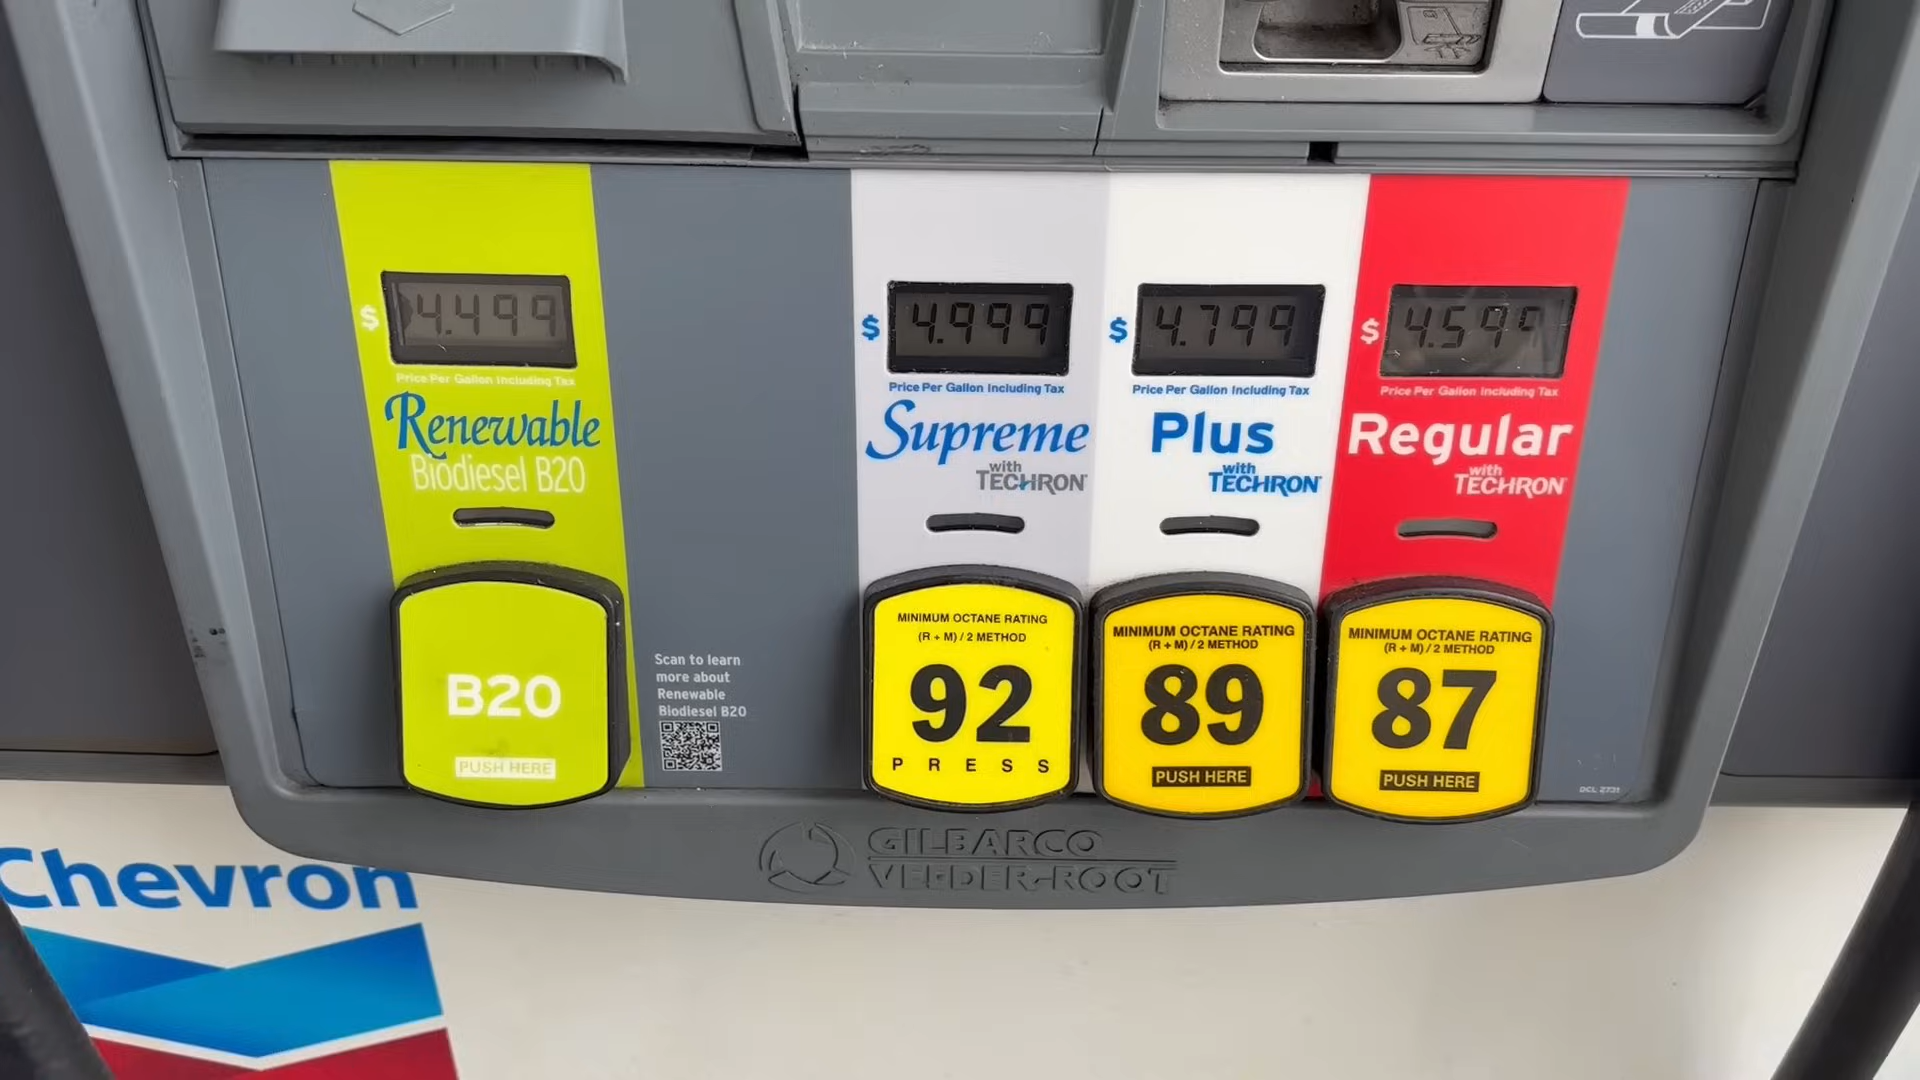 $ 4.499
Price Per Gallon Including Tax
Renewable
Biodiesel B20
B20
PUSH HERE
Scan to learn
more about
Renewable
Biodiesel B20
$ 4.999
Price Per Gallon Including Tax
Supreme
with
TECHRON
MINIMUM OCTANE RATING
(R + M) / 2 METHOD
92
PRESS
$ 4.799
Price Per Gallon Including Tax
Plus
with
TECHRON
MINIMUM OCTANE RATING
(R + M) / 2 METHOD
89
PUSH HERE
$ 4.599
Price Per Gallon Including Tax
Regular
with
TECHRON
MINIMUM OCTANE RATING
(R + M) / 2 METHOD
87
PUSH HERE
DCL 2731
GILBARCO
VEEDER-ROOT
Chevron